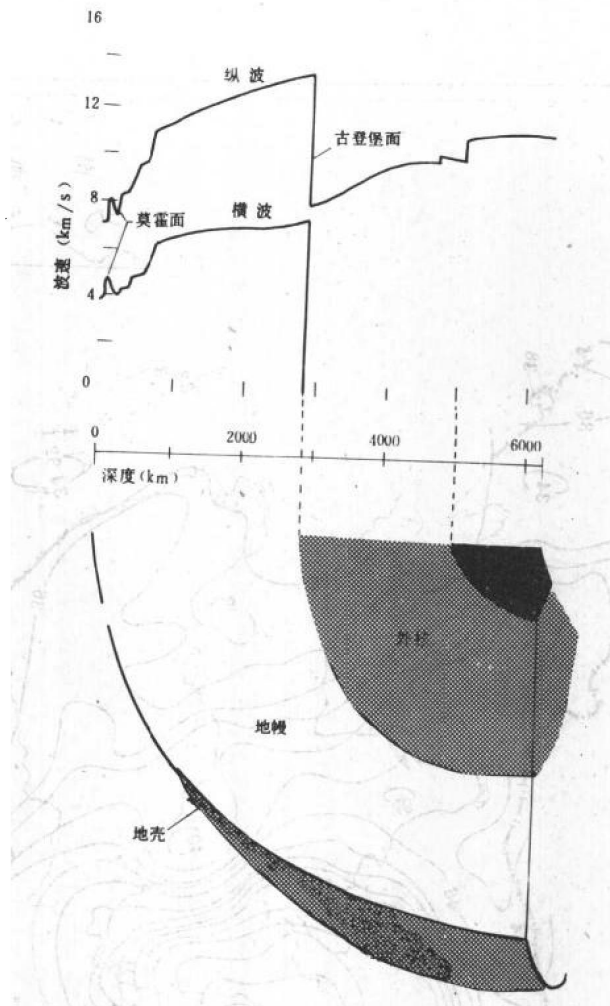 16
纵 波
12
古登堡面
8
横 波
莫霍面
波速 (km/s)
4
0
0
2000
4000
6000
深度(km)
外核
地幔
地壳